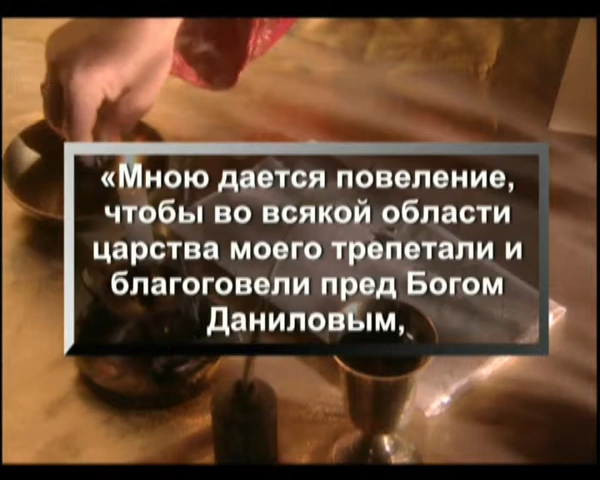 «Мною дается повеление,
чтобы во всякой области
царства моего трепетали и
благоговели пред Богом
Даниловым,